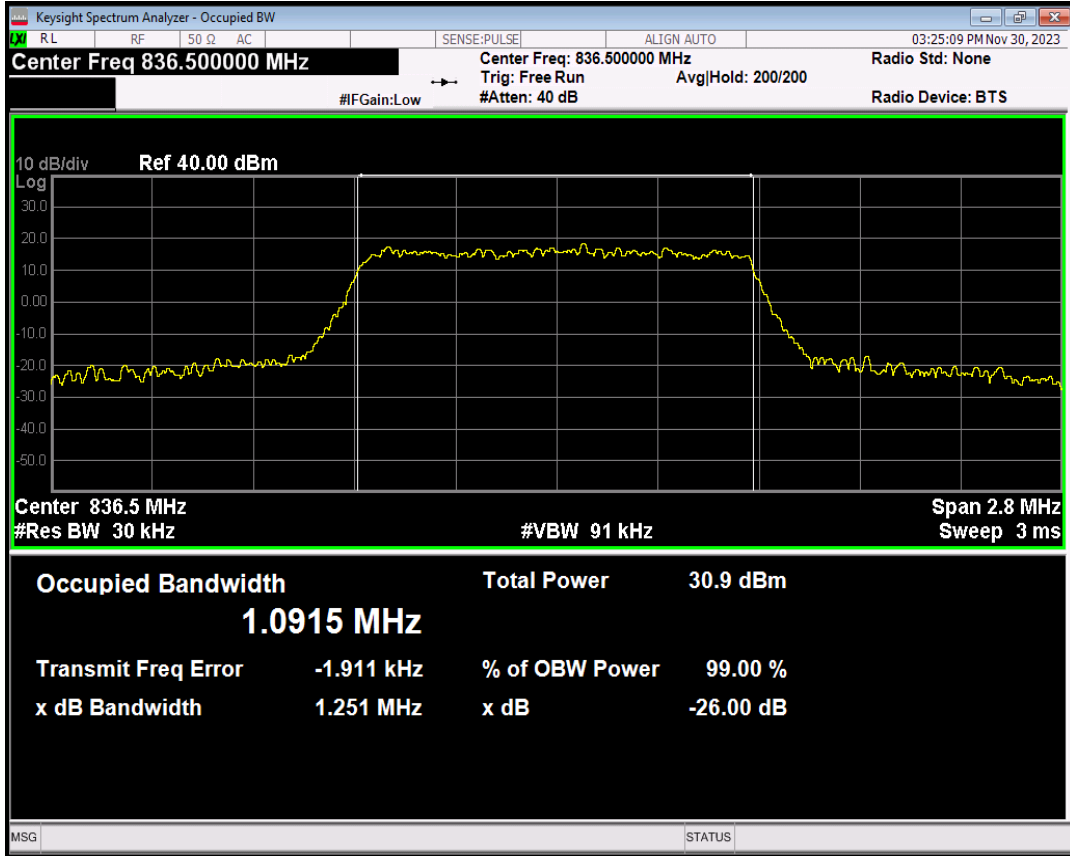 Keysight Spectrum Analyzer - Occupied BW
LXI RL RF 50 Ω AC SENSE:PULSE ALIGN AUTO 03:25:09 PM Nov 30, 2023
Center Freq 836.500000 MHz Center Freq: 836.500000 MHz Radio Std: None
Trig: Free Run Avg|Hold: 200/200
#IFGain:Low #Atten: 40 dB Radio Device: BTS
10 dB/div Ref 40.00 dBm
Log
30.0
20.0
10.0
0.00
-10.0
-20.0
-30.0
-40.0
-50.0
Center 836.5 MHz Span 2.8 MHz
#Res BW 30 kHz #VBW 91 kHz Sweep 3 ms
Occupied Bandwidth Total Power 30.9 dBm
1.0915 MHz
Transmit Freq Error -1.911 kHz % of OBW Power 99.00 %
x dB Bandwidth 1.251 MHz x dB -26.00 dB
MSG STATUS